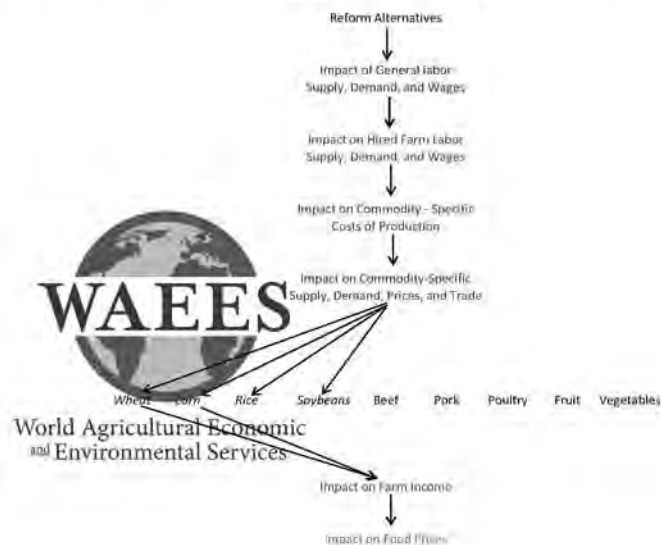 Reform Alternatives
Impact of General labor
Supply, Demand, and Wages
Impact on Hired Farm Labor
Supply, Demand, and Wages
Impact on Commodity - Specific
Costs of Production
Impact on Commodity-Specific
Supply, Demand, Prices, and Trade
WAEES
Wheat Corn Rice Soybeans Beef Pork Poultry Fruit Vegetables
World Agricultural Economic
and Environmental Services
Impact on Farm Income
Impact on Food Prices